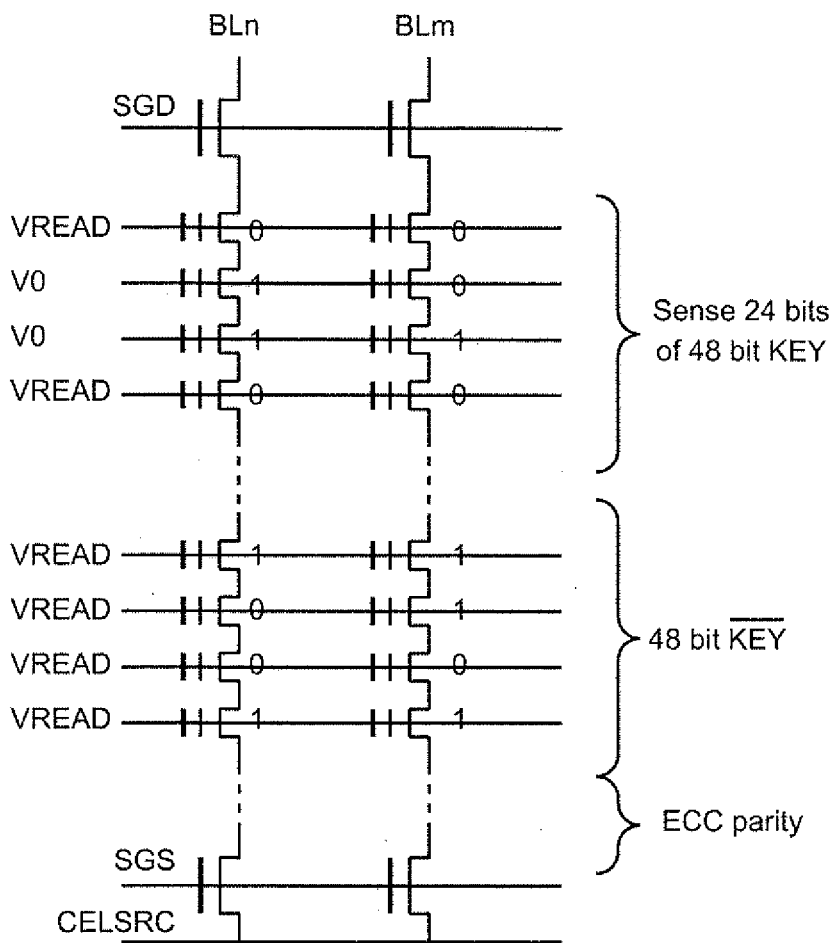 BLn BLm
SGD
VREAD 0 0
V0 1 0
V0 1 1
VREAD 0 0
Sense 24 bits
of 48 bit KEY
VREAD 1 1
VREAD 0 1
VREAD 0 0
VREAD 1 1
48 bit K̅E̅Y̅
ECC parity
SGS
CELSRC